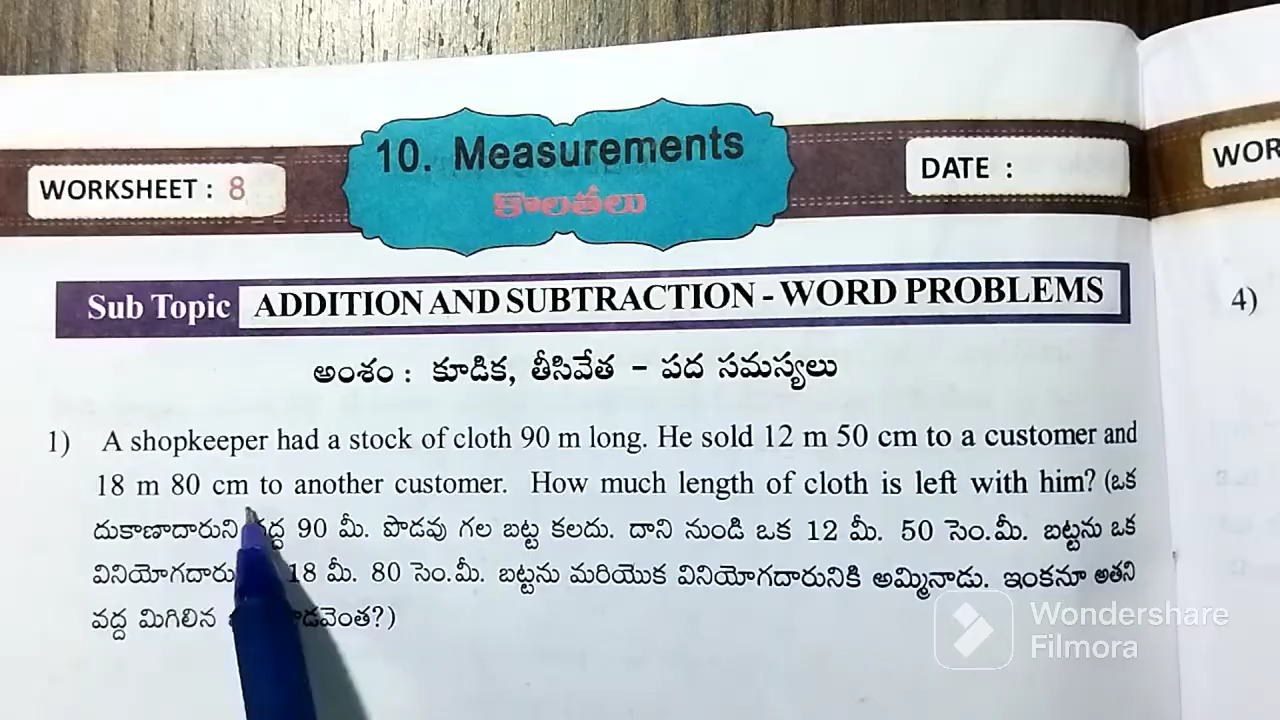 10. Measurements
WORKSHEET : 8
కొలతలు
DATE :
WOR
Sub Topic ADDITION AND SUBTRACTION - WORD PROBLEMS
4)
అంశం : కూడిక, తీసివేత - పద సమస్యలు
1) A shopkeeper had a stock of cloth 90 m long. He sold 12 m 50 cm to a customer and
18 m 80 cm to another customer. How much length of cloth is left with him? (ఒక
దుకాణాదారుని వద్ద 90 మీ. పొడవు గల బట్ట కలదు. దాని నుండి ఒక 12 మీ. 50 సెం.మీ. బట్టను ఒక
18 మీ. 80 సెం.మీ. బట్టను మరియొక వినియోగదారునికి అమ్మినాడు. ఇంకనూ అతని
వద్ద మిగిలిన
Wondershare
Filmora